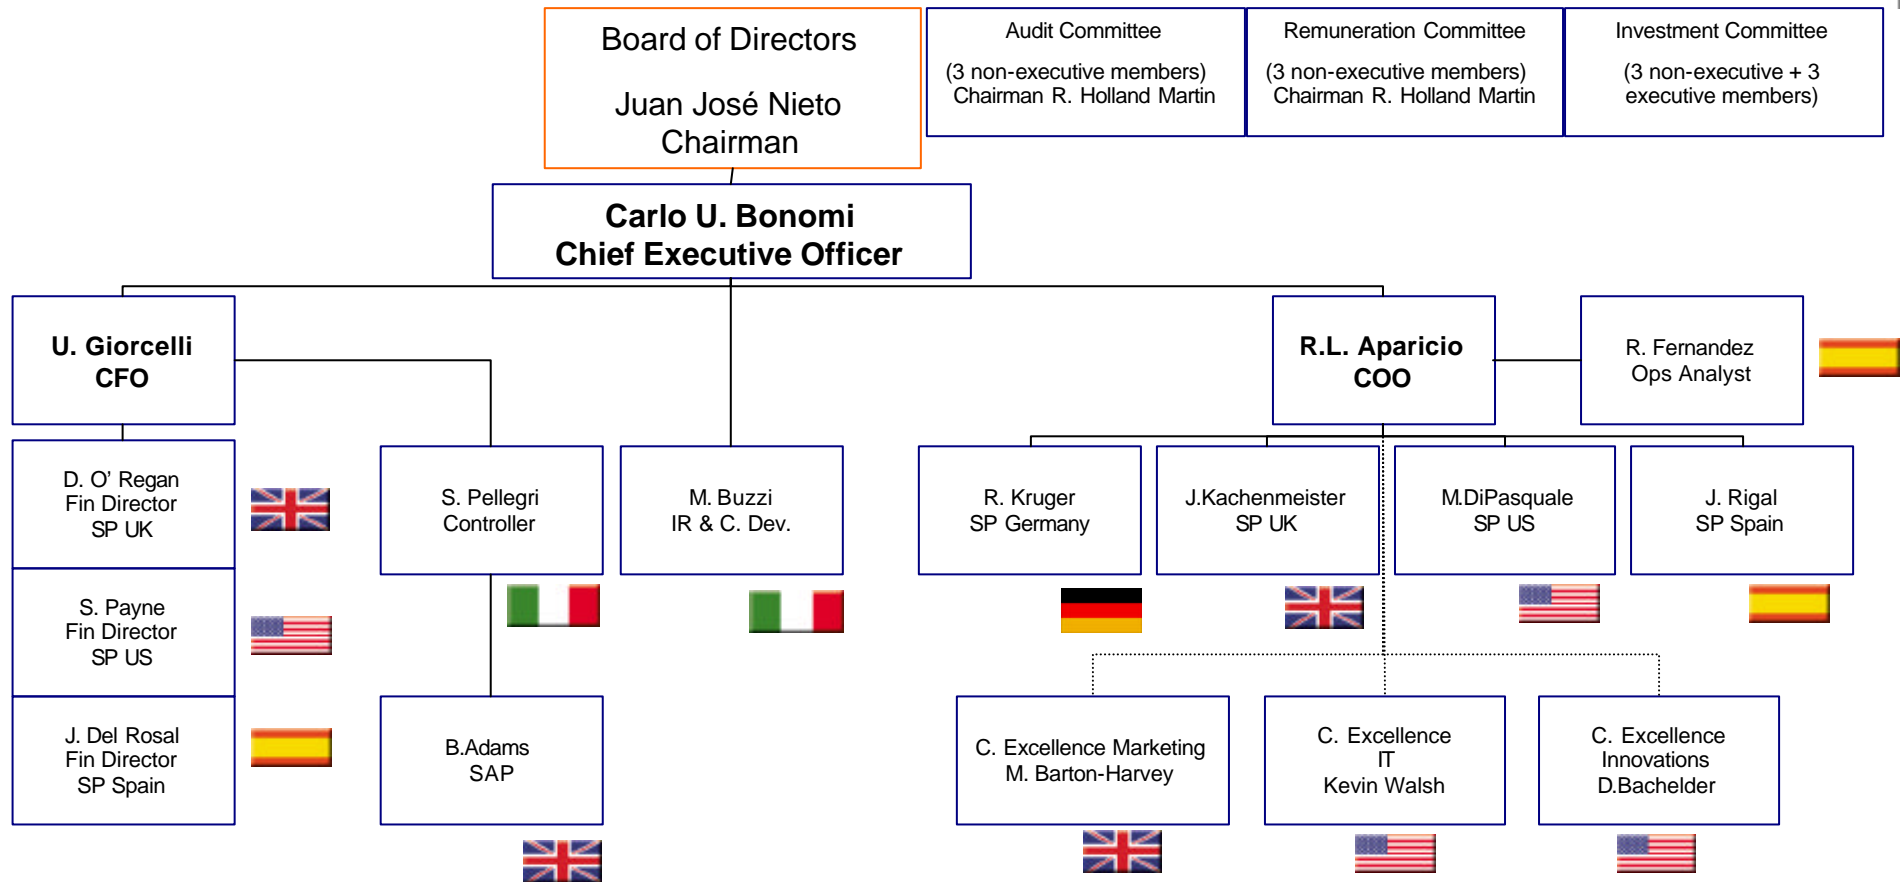 Board of Directors
Juan José Nieto
Chairman
Audit Committee
(3 non-executive members)
Chairman R. Holland Martin
Remuneration Committee
(3 non-executive members)
Chairman R. Holland Martin
Investment Committee
(3 non-executive + 3
executive members)
Carlo U. Bonomi
Chief Executive Officer
U. Giorcelli
CFO
R.L. Aparicio
COO
R. Fernandez
Ops Analyst
D. O' Regan
Fin Director
SP UK
S. Pellegri
Controller
M. Buzzi
IR & C. Dev.
R. Kruger
SP Germany
J.Kachenmeister
SP UK
M.DiPasquale
SP US
J. Rigal
SP Spain
S. Payne
Fin Director
SP US
J. Del Rosal
Fin Director
SP Spain
B.Adams
SAP
C. Excellence Marketing
M. Barton-Harvey
C. Excellence
IT
Kevin Walsh
C. Excellence
Innovations
D.Bachelder